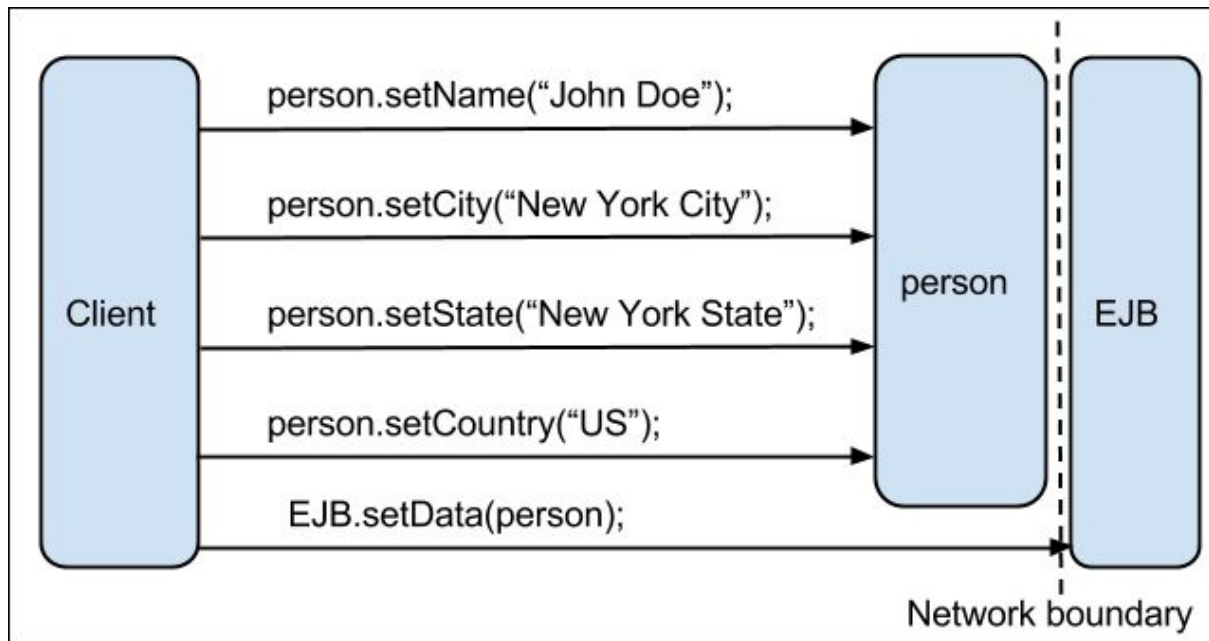 person.setName(“John Doe”);
person.setCity(“New York City”);
person
Client
person.setState(“New York State”);
EJB
person.setCountry(“US”);
EJB.setData(person);
Network boundary